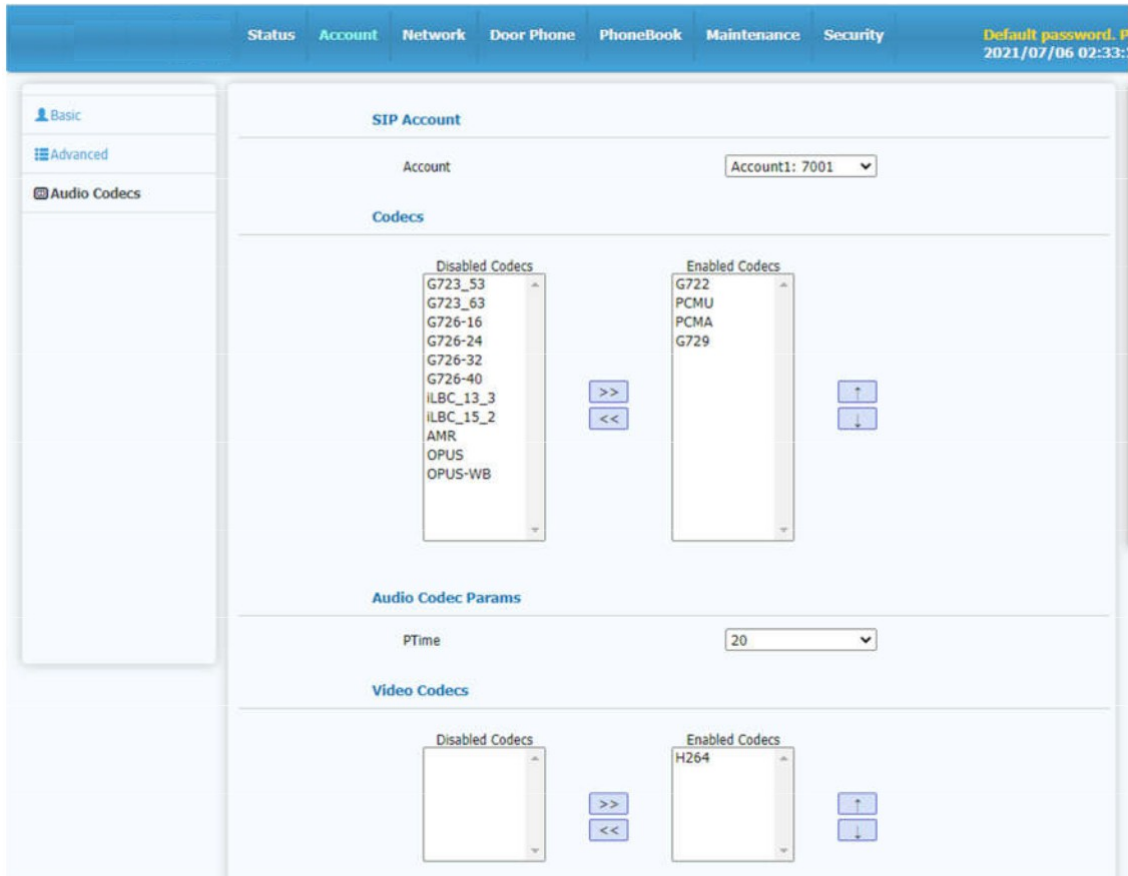 Status Account Network Door Phone PhoneBook Maintenance Security
Default password. P
2021/07/06 02:33:
Basic
Advanced
Audio Codecs
SIP Account
Account Account1: 7001
Codecs
Disabled Codecs
G723_53
G723_63
G726-16
G726-24
G726-32
G726-40
iLBC_13_3
iLBC_15_2
AMR
OPUS
OPUS-WB
>>
<<
Enabled Codecs
G722
PCMU
PCMA
G729
↑
↓
Audio Codec Params
PTime 20
Video Codecs
Disabled Codecs
>>
<<
Enabled Codecs
H264
↑
↓